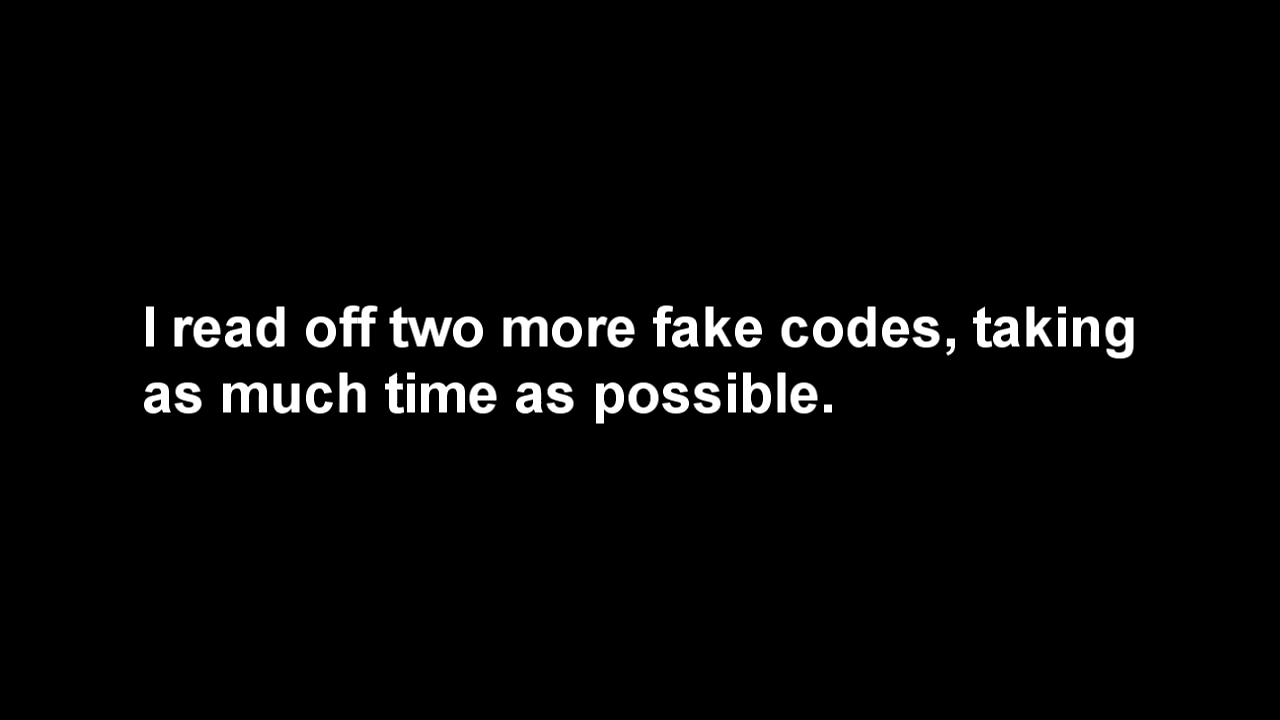 I read off two more fake codes, taking
as much time as possible.